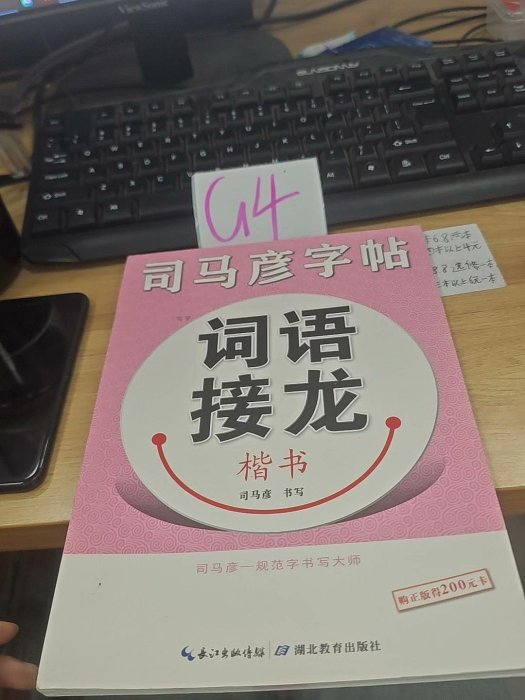 ViewSonic
G4
司马彦字帖
词语
接龙
楷书
司马彦 书写
司马彦—规范字书写大师
购正版得200元卡
长江出版传媒 湖北教育出版社